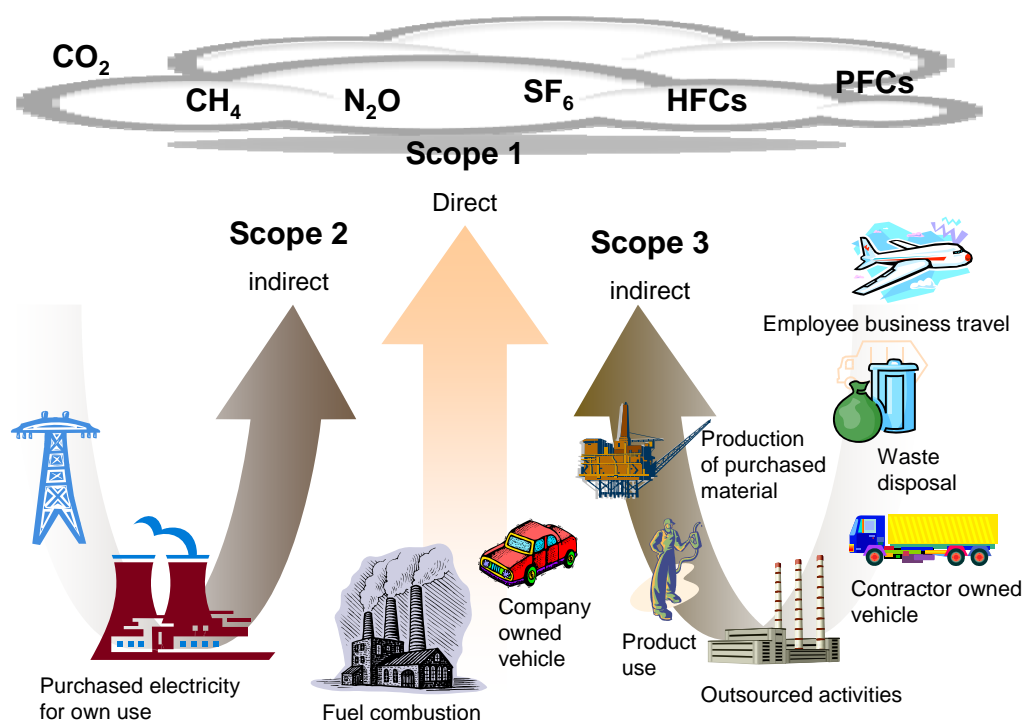 CO₂
CH₄
N₂O
SF₆
HFCs
PFCs
Scope 1
Direct
Scope 2
indirect
Scope 3
indirect
Employee business travel
Production
of purchased
material
Waste
disposal
Company
owned
vehicle
Product
use
Contractor owned
vehicle
Purchased electricity
for own use
Fuel combustion
Outsourced activities